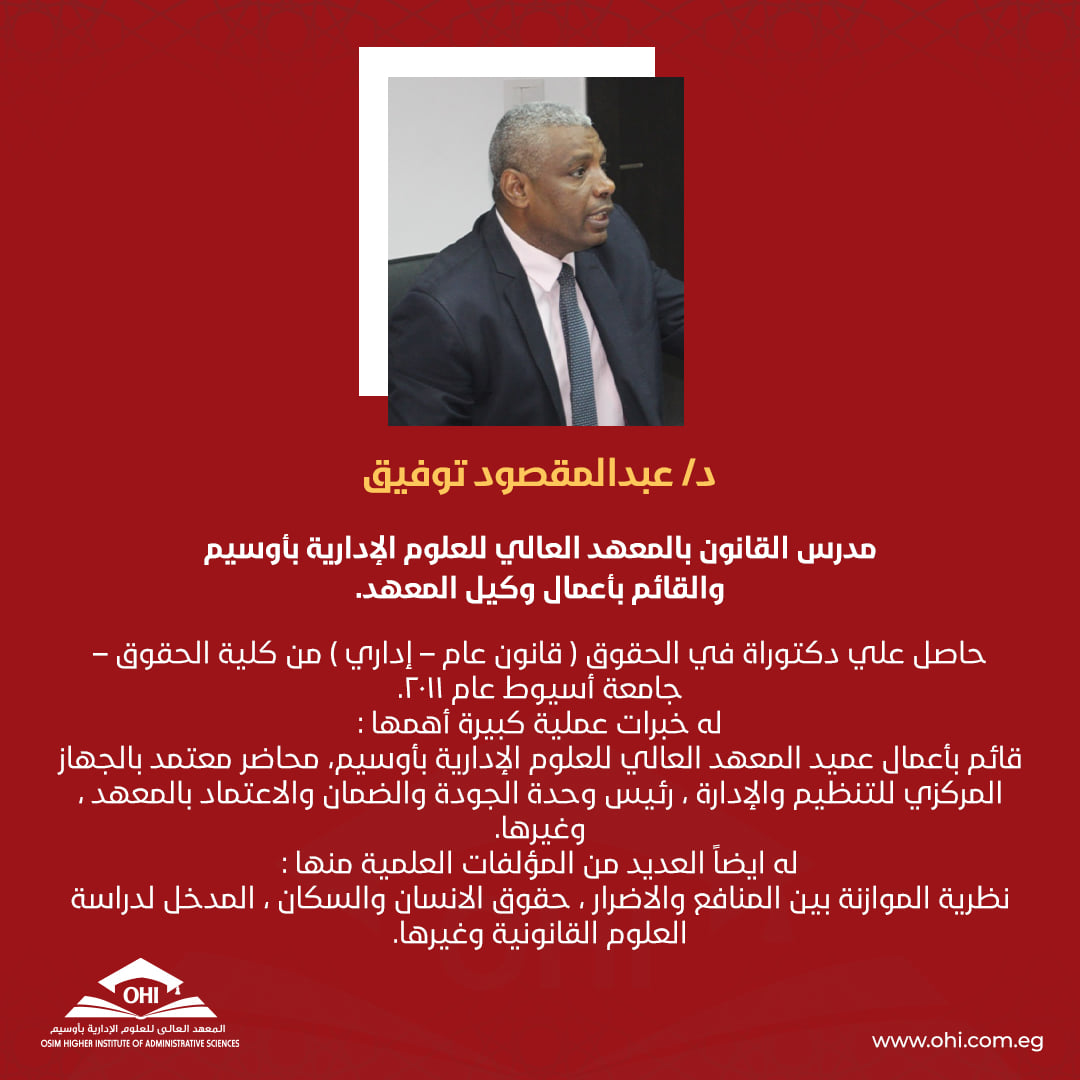 د/ عبدالمقصود توفيق
مدرس القانون بالمعهد العالي للعلوم الإدارية بأوسيم
والقائم بأعمال وكيل المعهد.
حاصل علي دكتوراة في الحقوق ( قانون عام – إداري ) من كلية الحقوق –
جامعة أسيوط عام ٢٠١١.
له خبرات عملية كبيرة أهمها :
قائم بأعمال عميد المعهد العالي للعلوم الإدارية بأوسيم، محاضر معتمد بالجهاز
المركزي للتنظيم والإدارة ، رئيس وحدة الجودة والضمان والاعتماد بالمعهد ،
وغيرها.
له ايضاً العديد من المؤلفات العلمية منها :
نظرية الموازنة بين المنافع والاضرار ، حقوق الانسان والسكان ، المدخل لدراسة
العلوم القانونية وغيرها.
OHI
المعهد العالى للعلوم الإدارية بأوسيم
OSIM HIGHER INSTITUTE OF ADMINISTRATIVE SCIENCES
www.ohi.com.eg